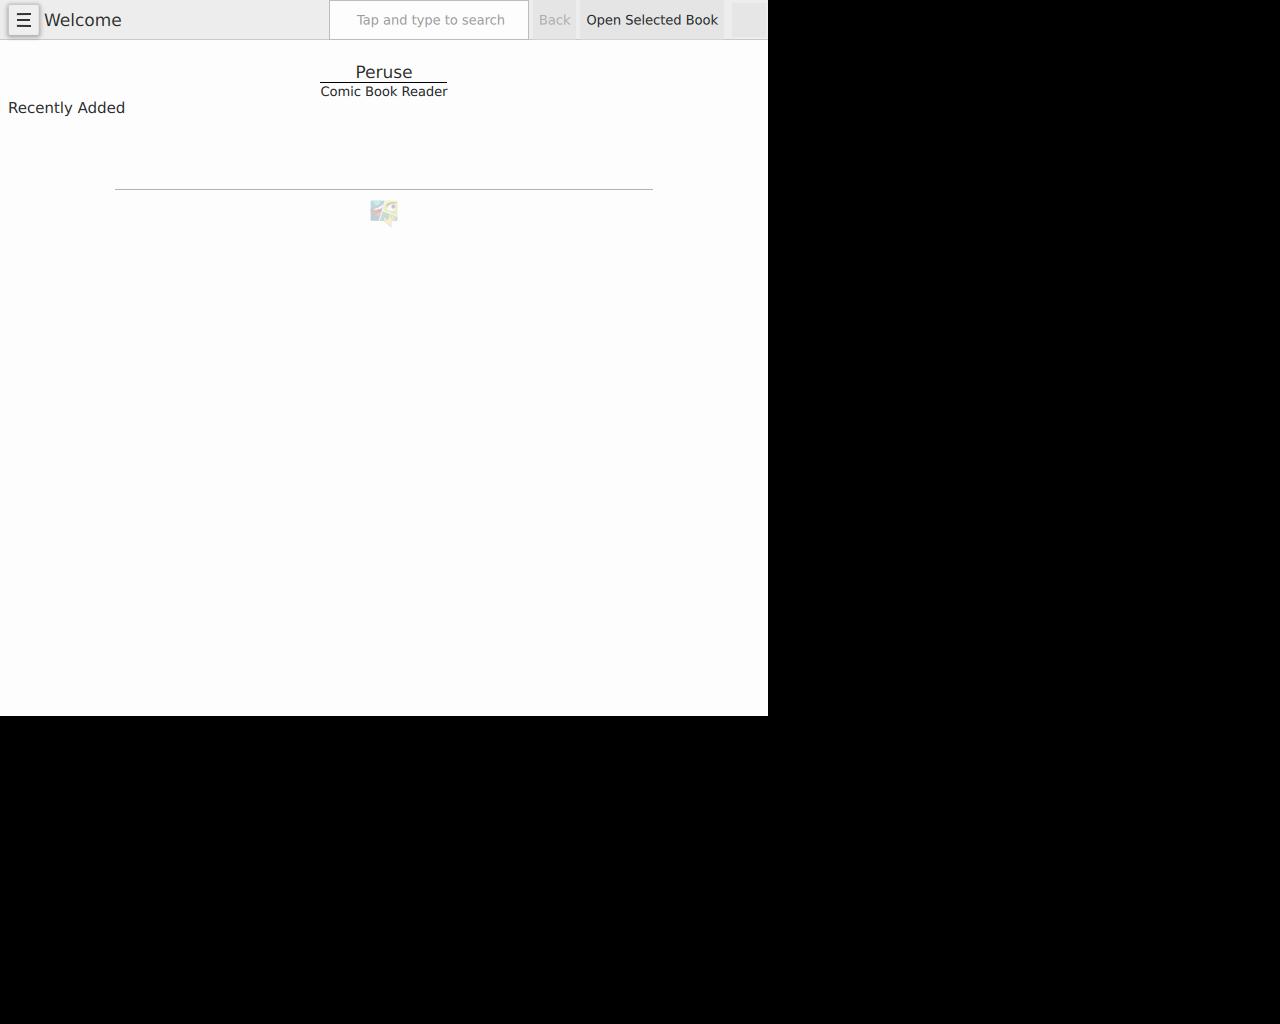 Welcome
Tap and type to search
Back
Open Selected Book
Peruse
Comic Book Reader
Recently Added